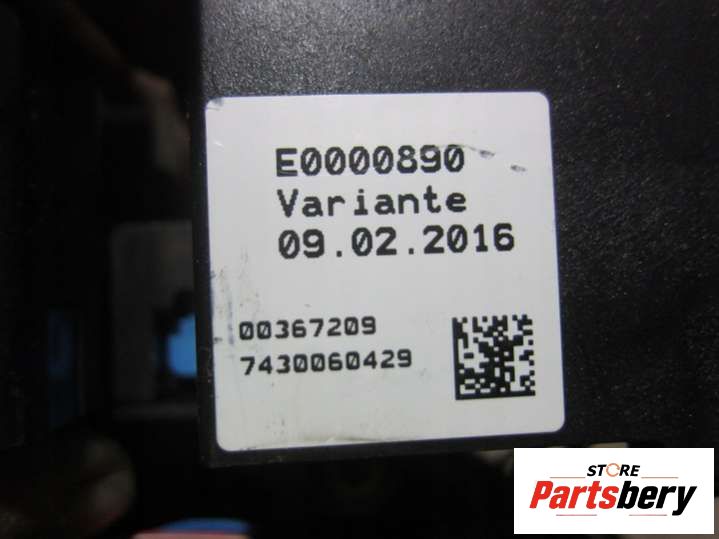 E0000890
Variante
09.02.2016
00367209
7430060429
STORE
Partsbery